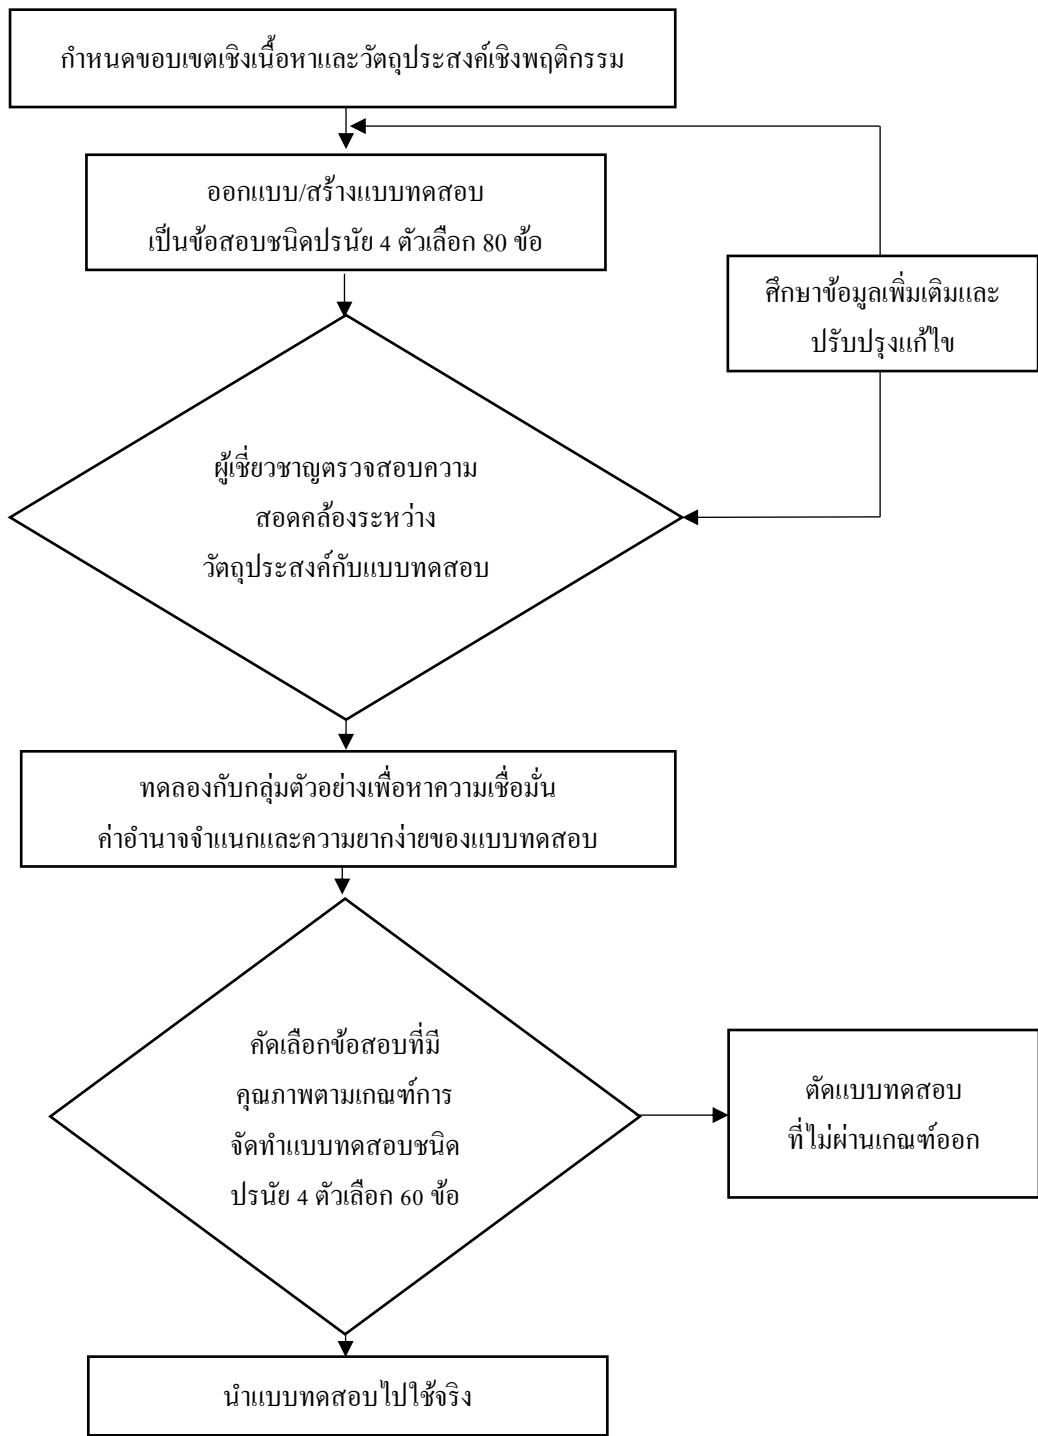 กำหนดขอบเขตเชิงเนื้อหาและวัตถุประสงค์เชิงพฤติกรรม
ออกแบบ/สร้างแบบทดสอบ
เป็นข้อสอบชนิดปรนัย 4 ตัวเลือก 80 ข้อ
ศึกษาข้อมูลเพิ่มเติมและ
ปรับปรุงแก้ไข
ผู้เชี่ยวชาญตรวจสอบความ
สอดคล้องระหว่าง
วัตถุประสงค์กับแบบทดสอบ
ทดลองกับกลุ่มตัวอย่างเพื่อหาความเชื่อมั่น
ค่าอำนาจจำแนกและความยากง่ายของแบบทดสอบ
คัดเลือกข้อสอบที่มี
คุณภาพตามเกณฑ์การ
จัดทำแบบทดสอบชนิด
ปรนัย 4 ตัวเลือก 60 ข้อ
ตัดแบบทดสอบ
ที่ไม่ผ่านเกณฑ์ออก
นำแบบทดสอบไปใช้จริง